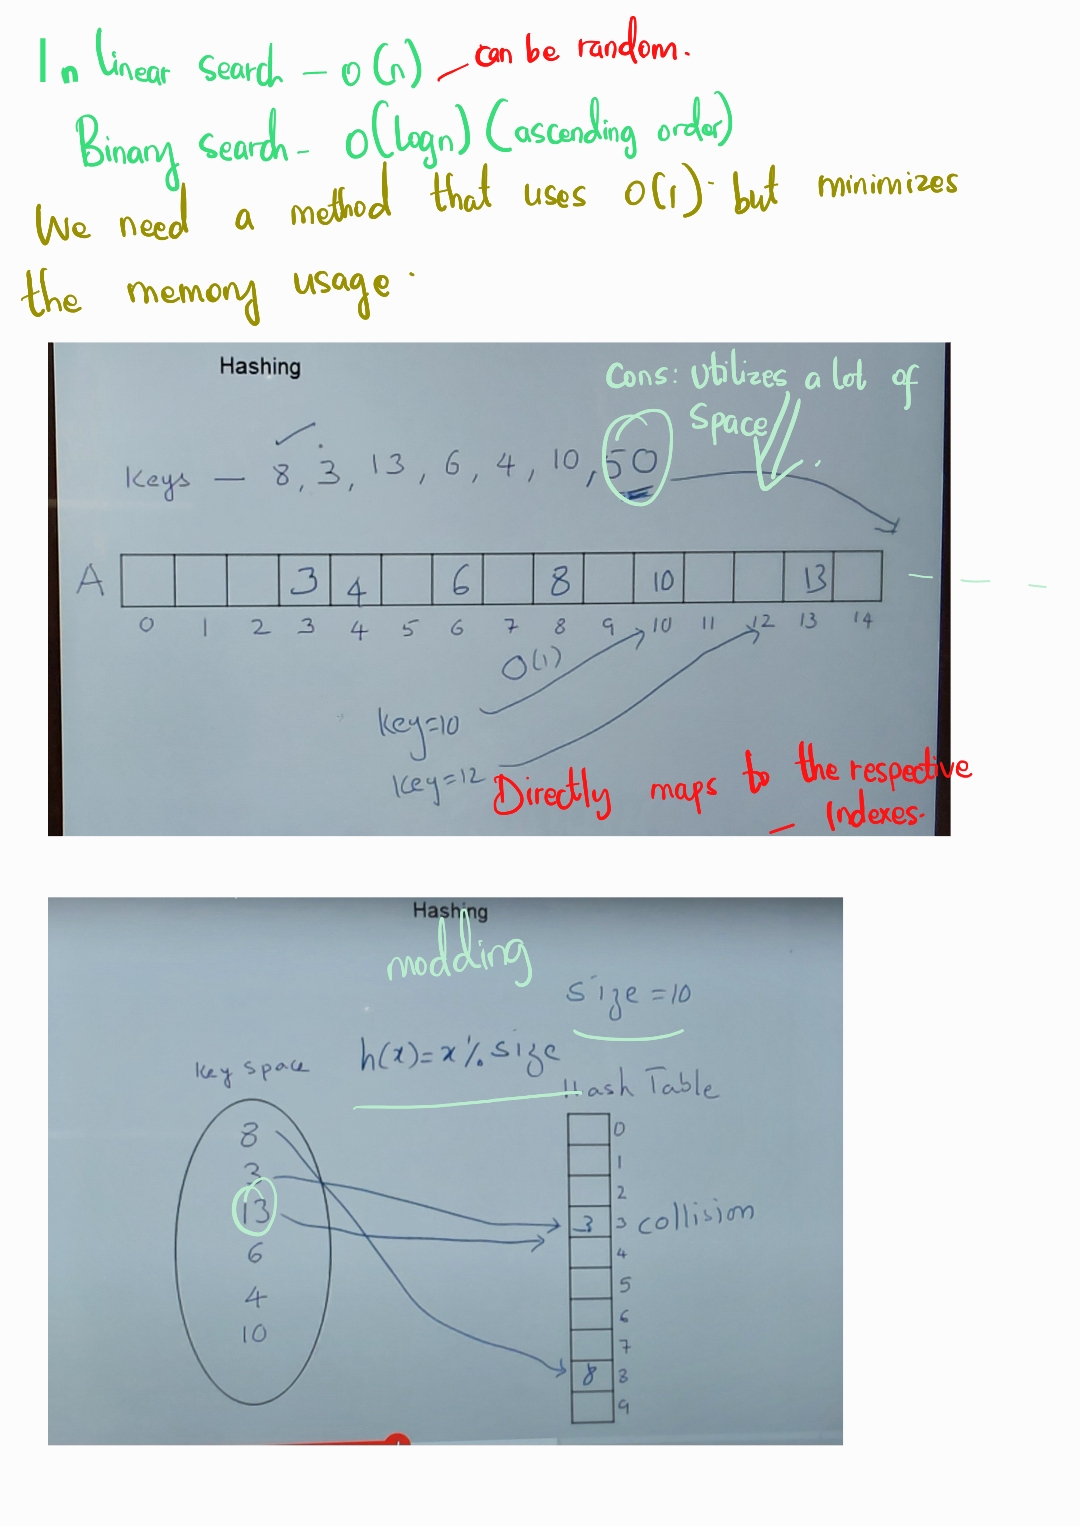 In linear search – O(n) – can be random.
Binary search – O(logn) (ascending order)
We need a method that uses O(1) but minimizes
the memory usage.
Hashing
Cons: Utilizes a lot of
Space
Keys – 8, 3, 13, 6, 4, 10, 50
A 3 4 6 8 10 13
0 1 2 3 4 5 6 7 8 9 10 11 12 13 14
O(1)
Key=10
Key=12
Directly maps to the respective
Indexes.
Hashing
modding
size = 10
h(x) = x % size
Key space
Hash Table
8
3
13
6
4
10
0
1
2
3 3 collision
4
5
6
7
8 8
9